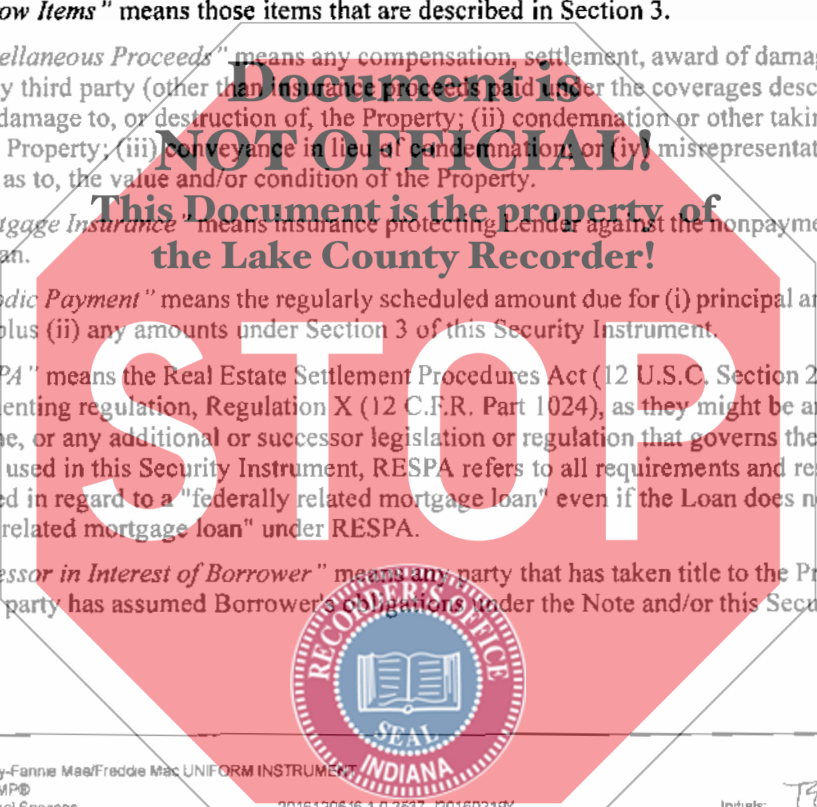 ow Items" means those items that are described in Section 3.
ellaneous Proceeds" means any compensation, settlement, award of damag
y third party (other than insurance proceeds paid under the coverages desc
damage to, or destruction of, the Property; (ii) condemnation or other takin
Property; (iii) conveyance in lieu of condemnation; or (iv) misrepresentat
as to, the value and/or condition of the Property.
Document is
NOT OFFICIAL!
This Document is the property of
the Lake County Recorder!
tgage Insurance" means insurance protecting Lender against the nonpayme
an.
odic Payment" means the regularly scheduled amount due for (i) principal an
plus (ii) any amounts under Section 3 of this Security Instrument.
PA" means the Real Estate Settlement Procedures Act (12 U.S.C. Section 2
enting regulation, Regulation X (12 C.F.R. Part 1024), as they might be a
e, or any additional or successor legislation or regulation that governs the
used in this Security Instrument, RESPA refers to all requirements and re
ed in regard to a "federally related mortgage loan" even if the Loan does n
related mortgage loan" under RESPA.
STOP
essor in Interest of Borrower" means any party that has taken title to the Pr
party has assumed Borrower's obligations under the Note and/or this Secu
RECORDER'S OFFICE
SEAL
INDIANA
y-Fannie Mae/Freddie Mac UNIFORM INSTRUMENT
MP®
Initials: